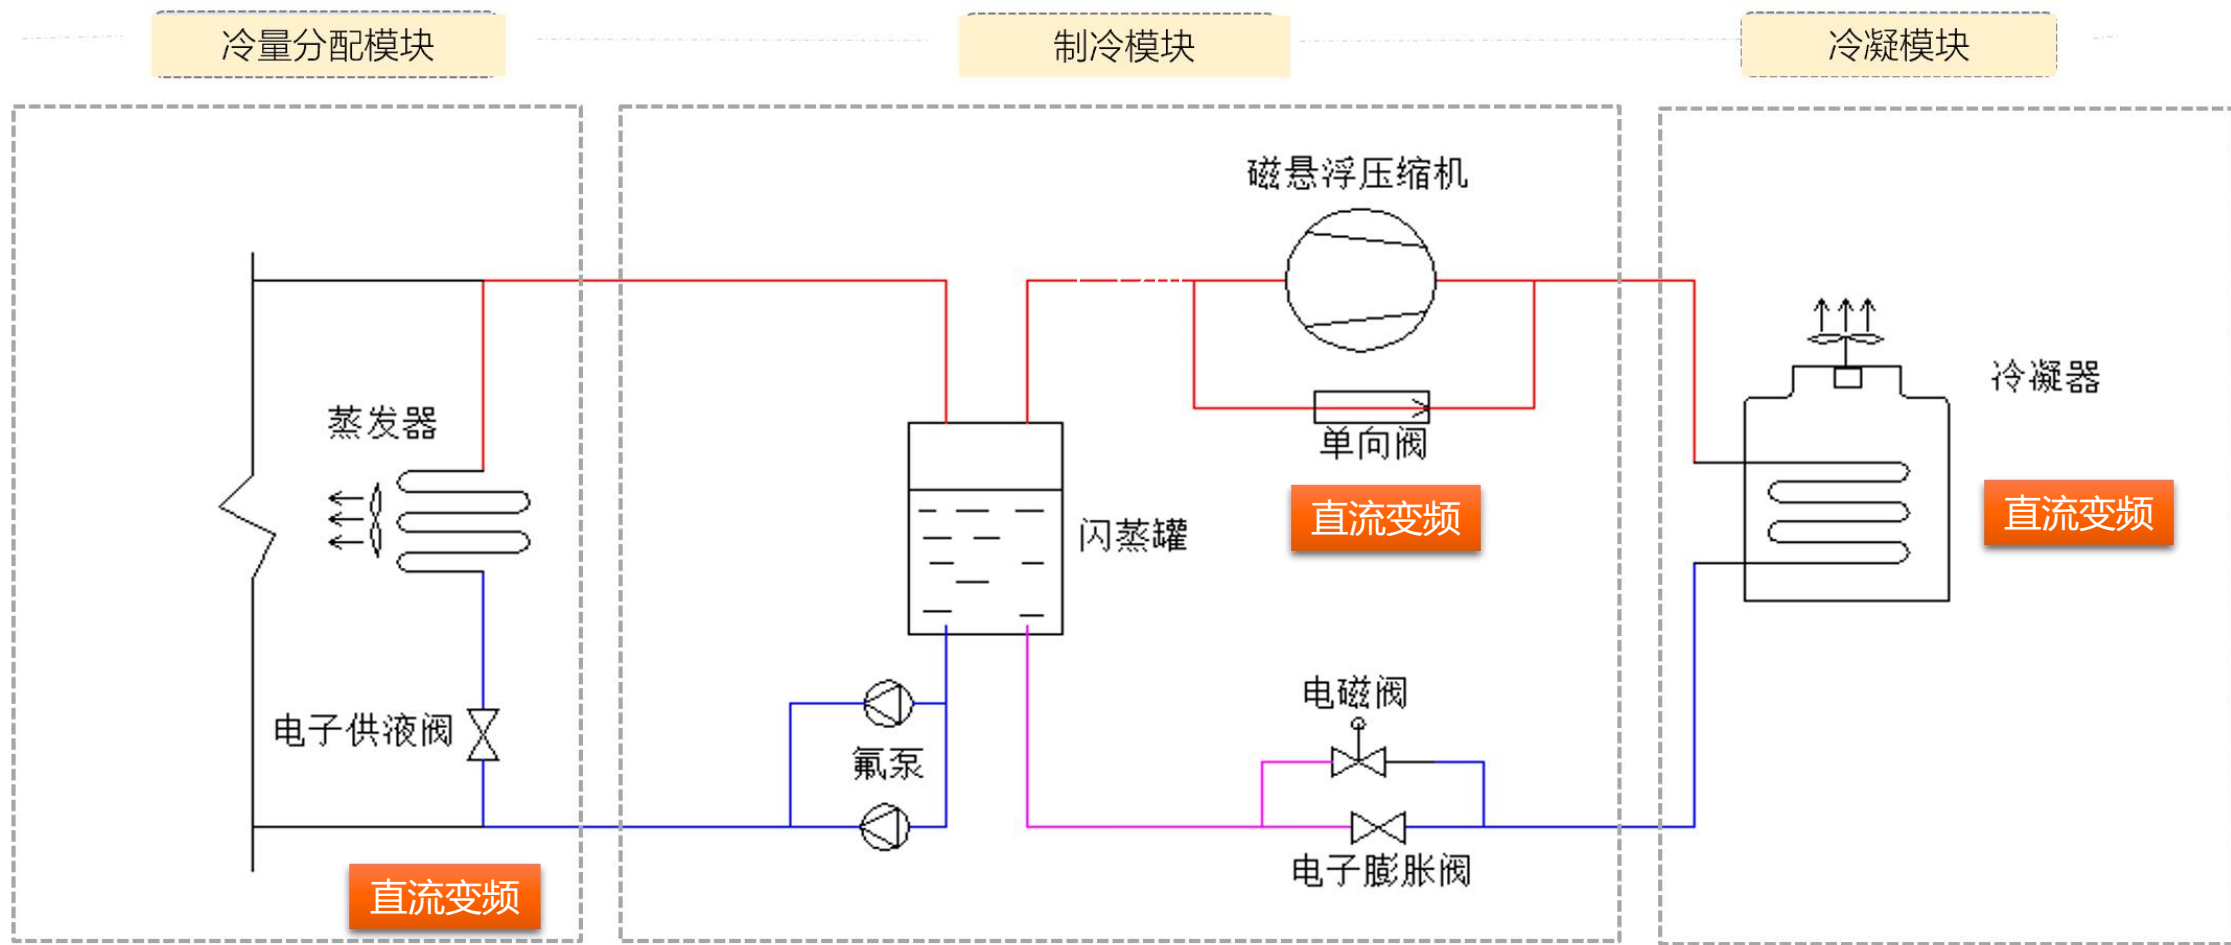 冷量分配模块
制冷模块
冷凝模块
磁悬浮压缩机
单向阀
直流变频
冷凝器
直流变频
蒸发器
闪蒸罐
电子供液阀
氟泵
电磁阀
电子膨胀阀
直流变频